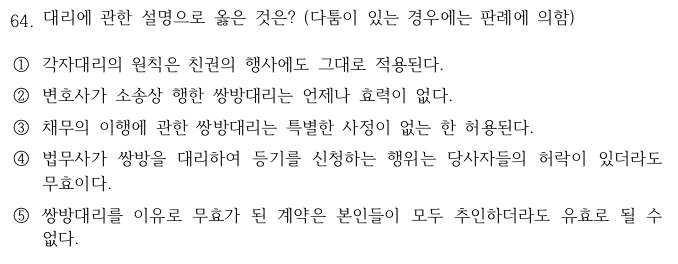 64. 대리에 관한 설명으로 옳은 것은? (다툼이 있는 경우에는 판례에 의함)
① 각자대리의 원칙은 친권의 행사에도 그대로 적용된다.
② 변호사가 소송상 행한 쌍방대리는 언제나 효력이 없다.
③ 채무의 이행에 관한 쌍방대리는 특별한 사정이 없는 한 허용된다.
④ 법무사가 쌍방을 대리하여 등기를 신청하는 행위는 당사자들의 허락이 있더라도
무효이다.
⑤ 쌍방대리를 이유로 무효가 된 계약은 본인들이 모두 추인하더라도 유효로 될 수
없다.